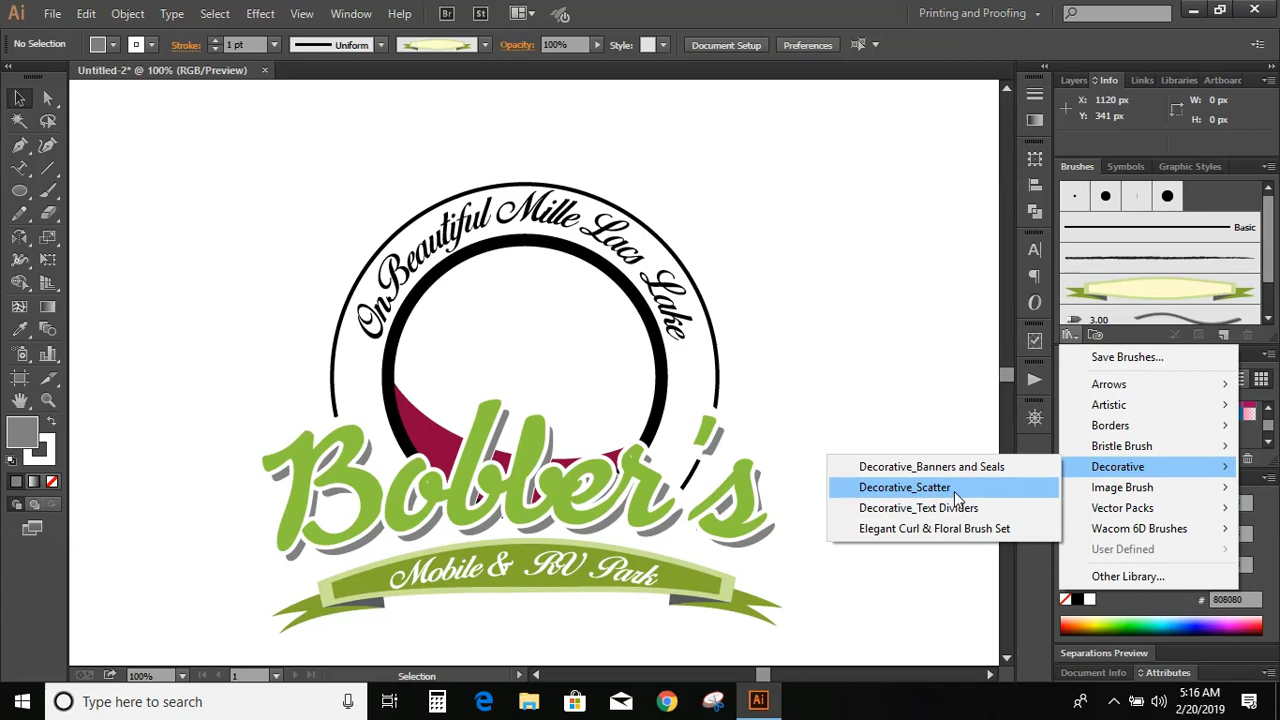 Ai File Edit Object Type Select Effect View Window Help Br St Printing and Proofing
No Selection Stroke: 1 pt Uniform Opacity: 100% Style: Document Setup Preferences
Untitled-2* @ 100% (RGB/Preview) ×
Layers Info Links Libraries Artboard
X: 1120 px W: 0 px
Y: 341 px H: 0 px
Brushes Symbols Graphic Styles
Basic
3.00
On Beautiful Mille Lacs Lake
Bobber's
Mobile & RV Park
Save Brushes...
Arrows
Artistic
Borders
Bristle Brush
Decorative
Image Brush
Vector Packs
Wacom 6D Brushes
User Defined
Other Library...
Decorative_Banners and Seals
Decorative_Scatter
Decorative_Text Dividers
Elegant Curl & Floral Brush Set
# 808080
Separations Preview
Document Info Attributes
100% 1 Selection
Type here to search
Ai
5:16 AM
2/20/2019